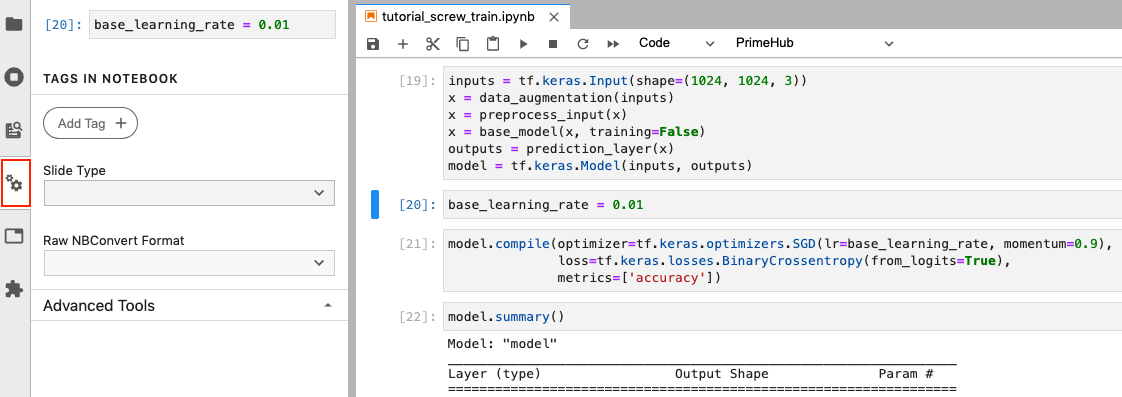 [20]: base_learning_rate = 0.01
TAGS IN NOTEBOOK
Add Tag +
Slide Type
Raw NBConvert Format
Advanced Tools
tutorial_screw_train.ipynb
Code PrimeHub
[19]: inputs = tf.keras.Input(shape=(1024, 1024, 3))
x = data_augmentation(inputs)
x = preprocess_input(x)
x = base_model(x, training=False)
outputs = prediction_layer(x)
model = tf.keras.Model(inputs, outputs)
[20]: base_learning_rate = 0.01
[21]: model.compile(optimizer=tf.keras.optimizers.SGD(lr=base_learning_rate, momentum=0.9),
loss=tf.keras.losses.BinaryCrossentropy(from_logits=True),
metrics=['accuracy'])
[22]: model.summary()
Model: "model"
_________________________________________________________________
Layer (type) Output Shape Param #
=================================================================